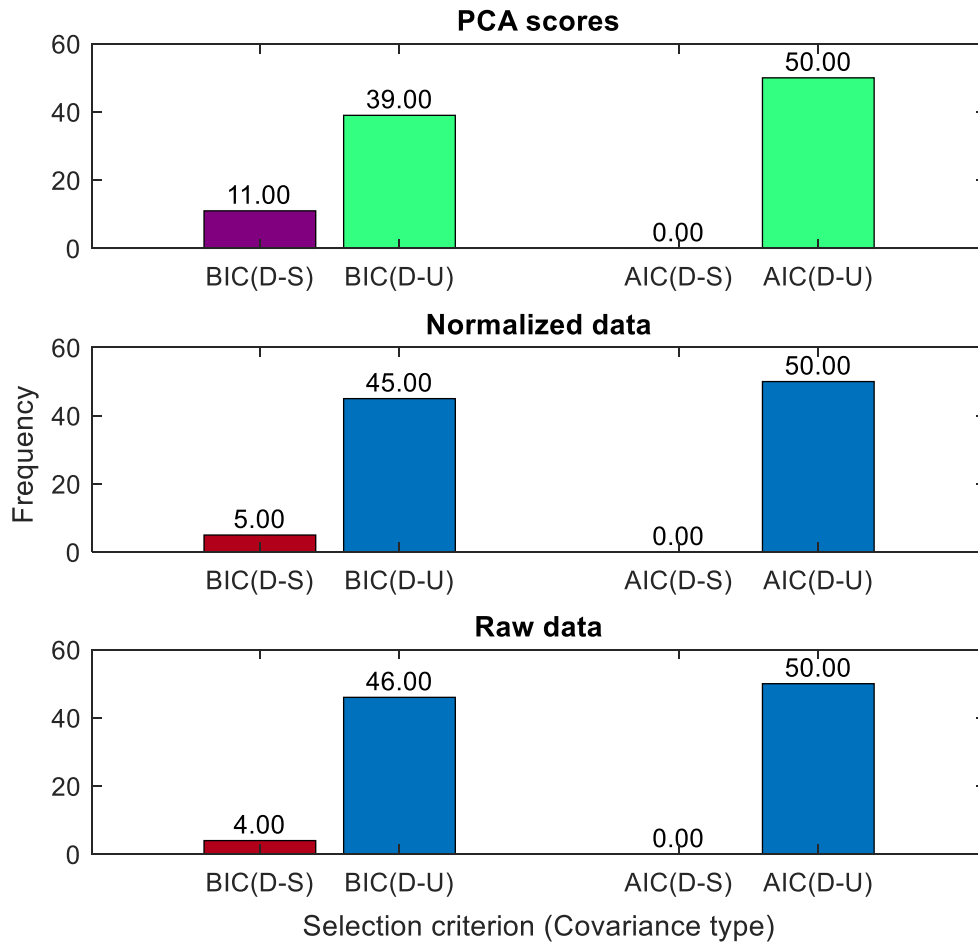 PCA scores
60
40
20
0
11.00
39.00
0.00
50.00
BIC(D-S)
BIC(D-U)
AIC(D-S)
AIC(D-U)
Normalized data
Frequency
60
40
20
0
5.00
45.00
0.00
50.00
BIC(D-S)
BIC(D-U)
AIC(D-S)
AIC(D-U)
Raw data
60
40
20
0
4.00
46.00
0.00
50.00
BIC(D-S)
BIC(D-U)
AIC(D-S)
AIC(D-U)
Selection criterion (Covariance type)